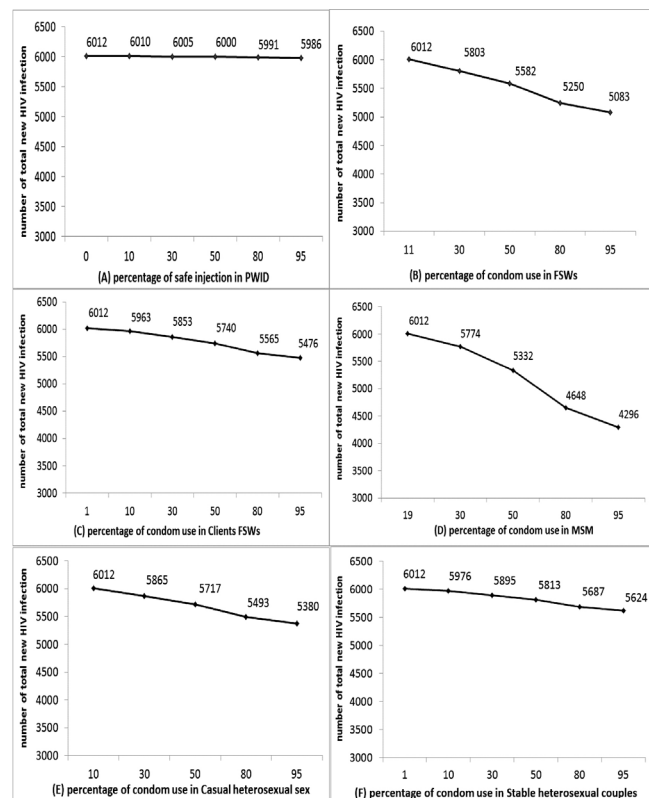 number of total new HIV infection
6500
6000
5500
5000
4500
4000
3500
3000
6012 6010 6005 6000 5991 5986
0 10 30 50 80 95
(A) percentage of safe injection in PWID
number of total new HIV infection
6500
6000
5500
5000
4500
4000
3500
3000
6012 5803 5582 5250 5083
11 30 50 80 95
(B) percentage of condom use in FSWs
number of total new HIV infection
6500
6000
5500
5000
4500
4000
3500
3000
6012 5963 5853 5740 5565 5476
1 10 30 50 80 95
(C) percentage of condom use in Clients FSWs
number of total new HIV infection
6500
6000
5500
5000
4500
4000
3500
3000
6012 5774 5332 4648 4296
19 30 50 80 95
(D) percentage of condom use in MSM
number of total new HIV infection
6500
6000
5500
5000
4500
4000
3500
3000
6012 5865 5717 5493 5380
10 30 50 80 95
(E) percentage of condom use in Casual heterosexual sex
number of total new HIV infection
6500
6000
5500
5000
4500
4000
3500
3000
6012 5976 5895 5813 5687 5624
1 10 30 50 80 95
(F) percentage of condom use in Stable heterosexual couples